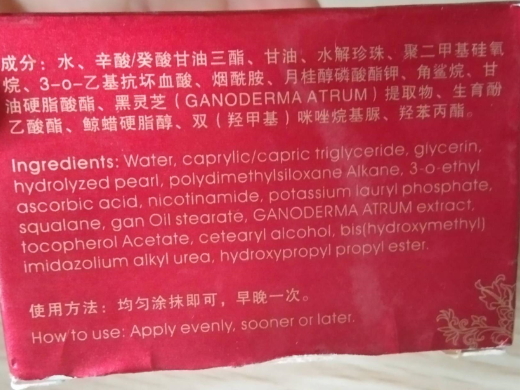 成分：水、辛酸/癸酸甘油三酯、甘油、水解珍珠、聚二甲基硅氧
烷、3-o-乙基抗坏血酸、烟酰胺、月桂醇磷酸酯钾、角鲨烷、甘
油硬脂酸酯、黑灵芝（GANODERMA ATRUM）提取物、生育酚
乙酸酯、鲸蜡硬脂醇、双（羟甲基）咪唑烷基脲、羟苯丙酯。
Ingredients: Water, caprylic/capric triglyceride, glycerin,
hydrolyzed pearl, polydimethylsiloxane Alkane, 3-o-ethyl
ascorbic acid, nicotinamide, potassium lauryl phosphate,
squalane, gan Oil stearate, GANODERMA ATRUM extract,
tocopherol Acetate, cetearyl alcohol, bis(hydroxymethyl)
imidazolium alkyl urea, hydroxypropyl propyl ester.
使用方法：均匀涂抹即可，早晚一次。
How to use: Apply evenly, sooner or later.